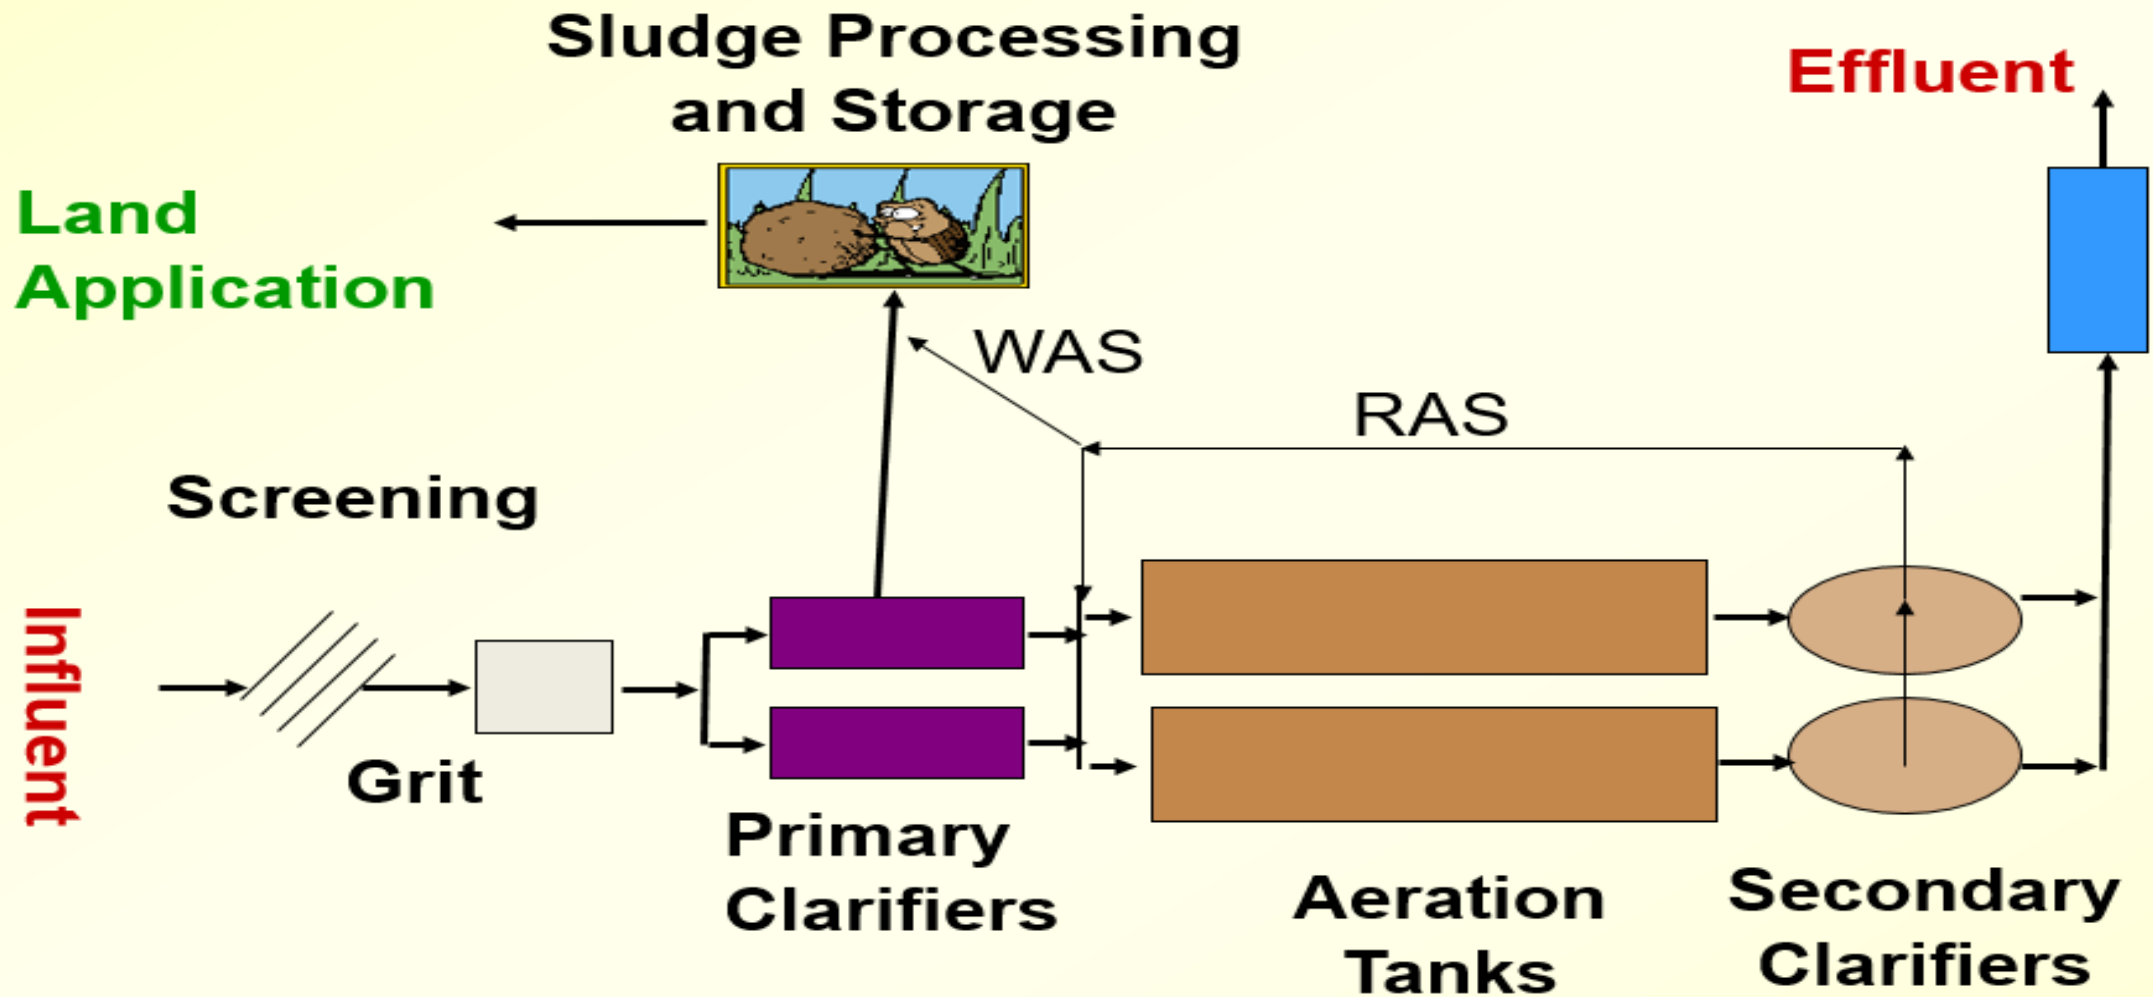 Sludge Processing
and Storage
Effluent
Land
Application
WAS
RAS
Screening
Influent
Grit
Primary
Clarifiers
Aeration
Tanks
Secondary
Clarifiers